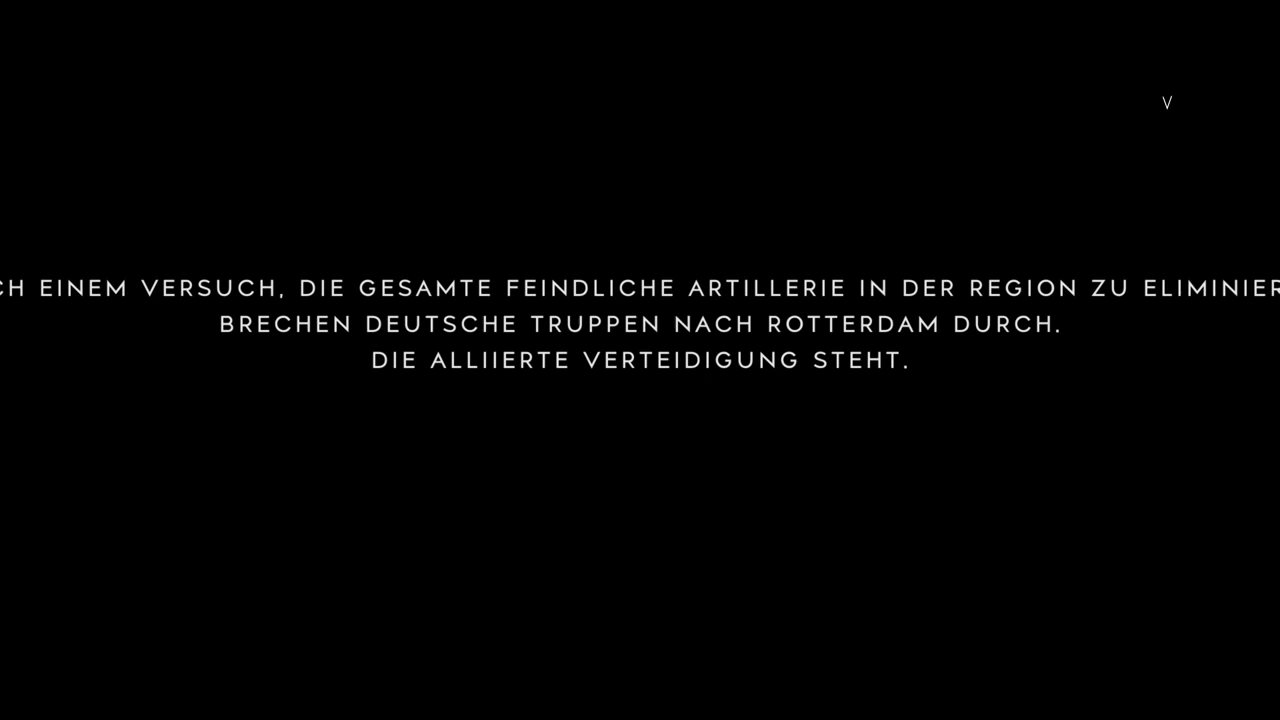 V
CH EINEM VERSUCH, DIE GESAMTE FEINDLICHE ARTILLERIE IN DER REGION ZU ELIMINIER
BRECHEN DEUTSCHE TRUPPEN NACH ROTTERDAM DURCH.
DIE ALLIIERTE VERTEIDIGUNG STEHT.